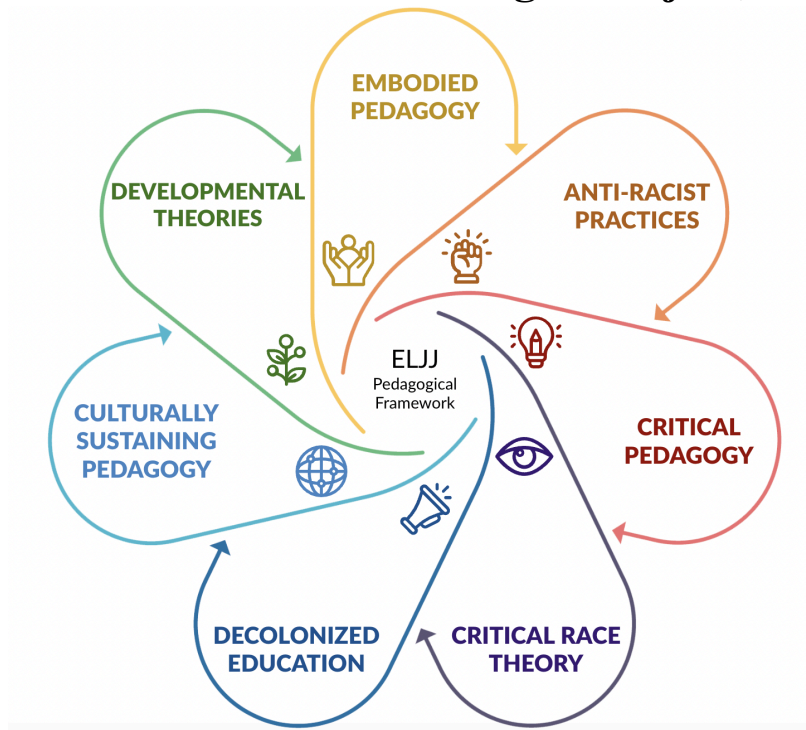 EMBODIED
PEDAGOGY
ANTI-RACIST
PRACTICES
DEVELOPMENTAL
THEORIES
ELJJ
Pedagogical
Framework
CULTURALLY
SUSTAINING
PEDAGOGY
CRITICAL
PEDAGOGY
DECOLONIZED
EDUCATION
CRITICAL RACE
THEORY